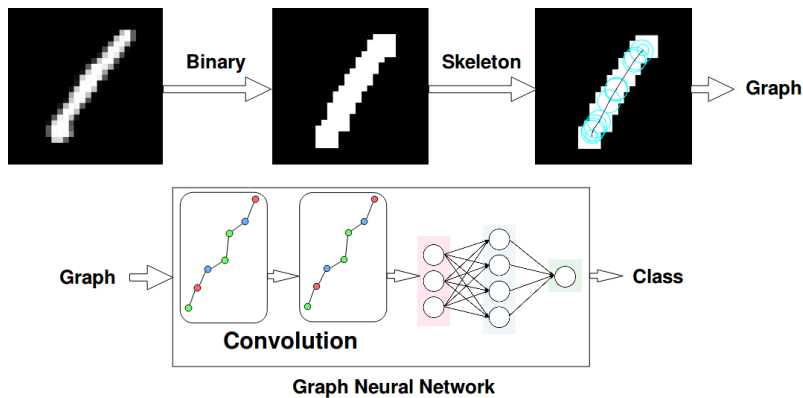 Binary
Skeleton
Graph
Graph
Class
Convolution
Graph Neural Network